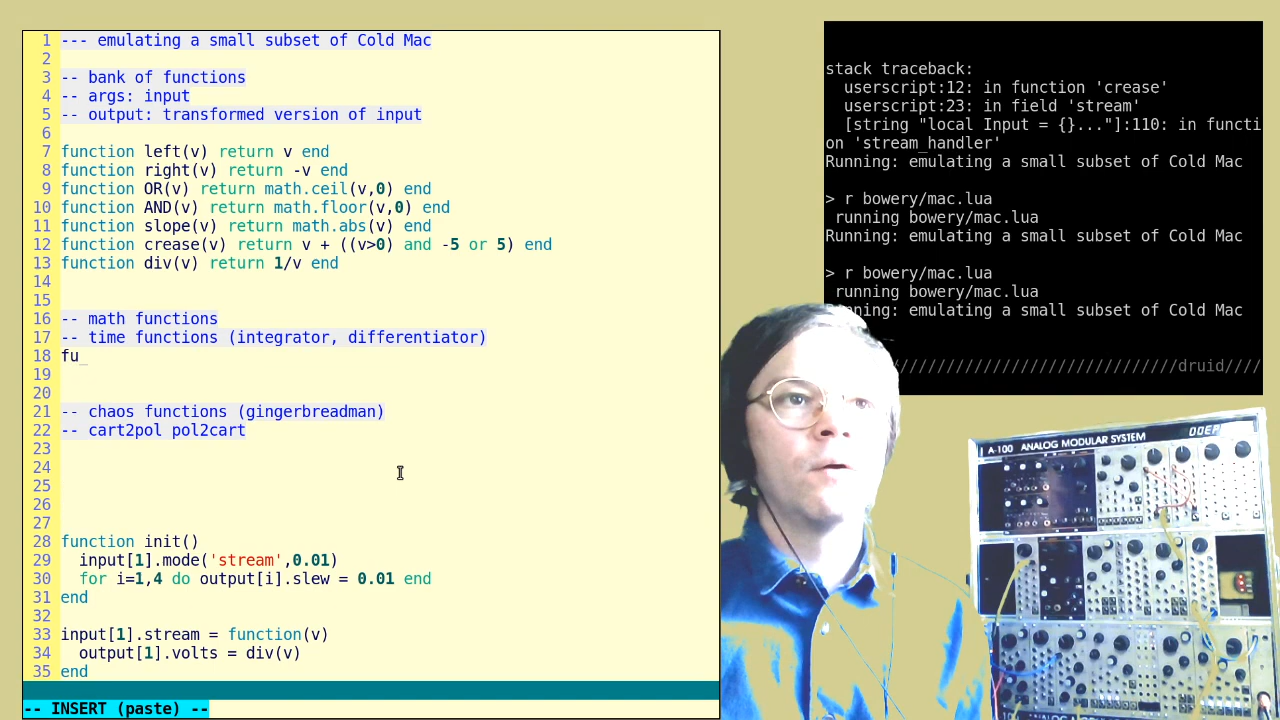 1 --- emulating a small subset of Cold Mac
2
3 -- bank of functions
4 -- args: input
5 -- output: transformed version of input
6
7 function left(v) return v end
8 function right(v) return -v end
9 function OR(v) return math.ceil(v,0) end
10 function AND(v) return math.floor(v,0) end
11 function slope(v) return math.abs(v) end
12 function crease(v) return v + ((v>0) and -5 or 5) end
13 function div(v) return 1/v end
14
15
16 -- math functions
17 -- time functions (integrator, differentiator)
18 fu_
19
20
21 -- chaos functions (gingerbreadman)
22 -- cart2pol pol2cart
23
24
25
26
27
28 function init()
29 input[1].mode('stream',0.01)
30 for i=1,4 do output[i].slew = 0.01 end
31 end
32
33 input[1].stream = function(v)
34 output[1].volts = div(v)
35 end
-- INSERT (paste) --
stack traceback:
userscript:12: in function 'crease'
userscript:23: in field 'stream'
[string "local Input = {}..."]:110: in functi
on 'stream_handler'
Running: emulating a small subset of Cold Mac
> r bowery/mac.lua
running bowery/mac.lua
Running: emulating a small subset of Cold Mac
> r bowery/mac.lua
running bowery/mac.lua
ning: emulating a small subset of Cold Mac
//////////////////////////////druid////
A-100 ANALOG MODULAR SYSTEM